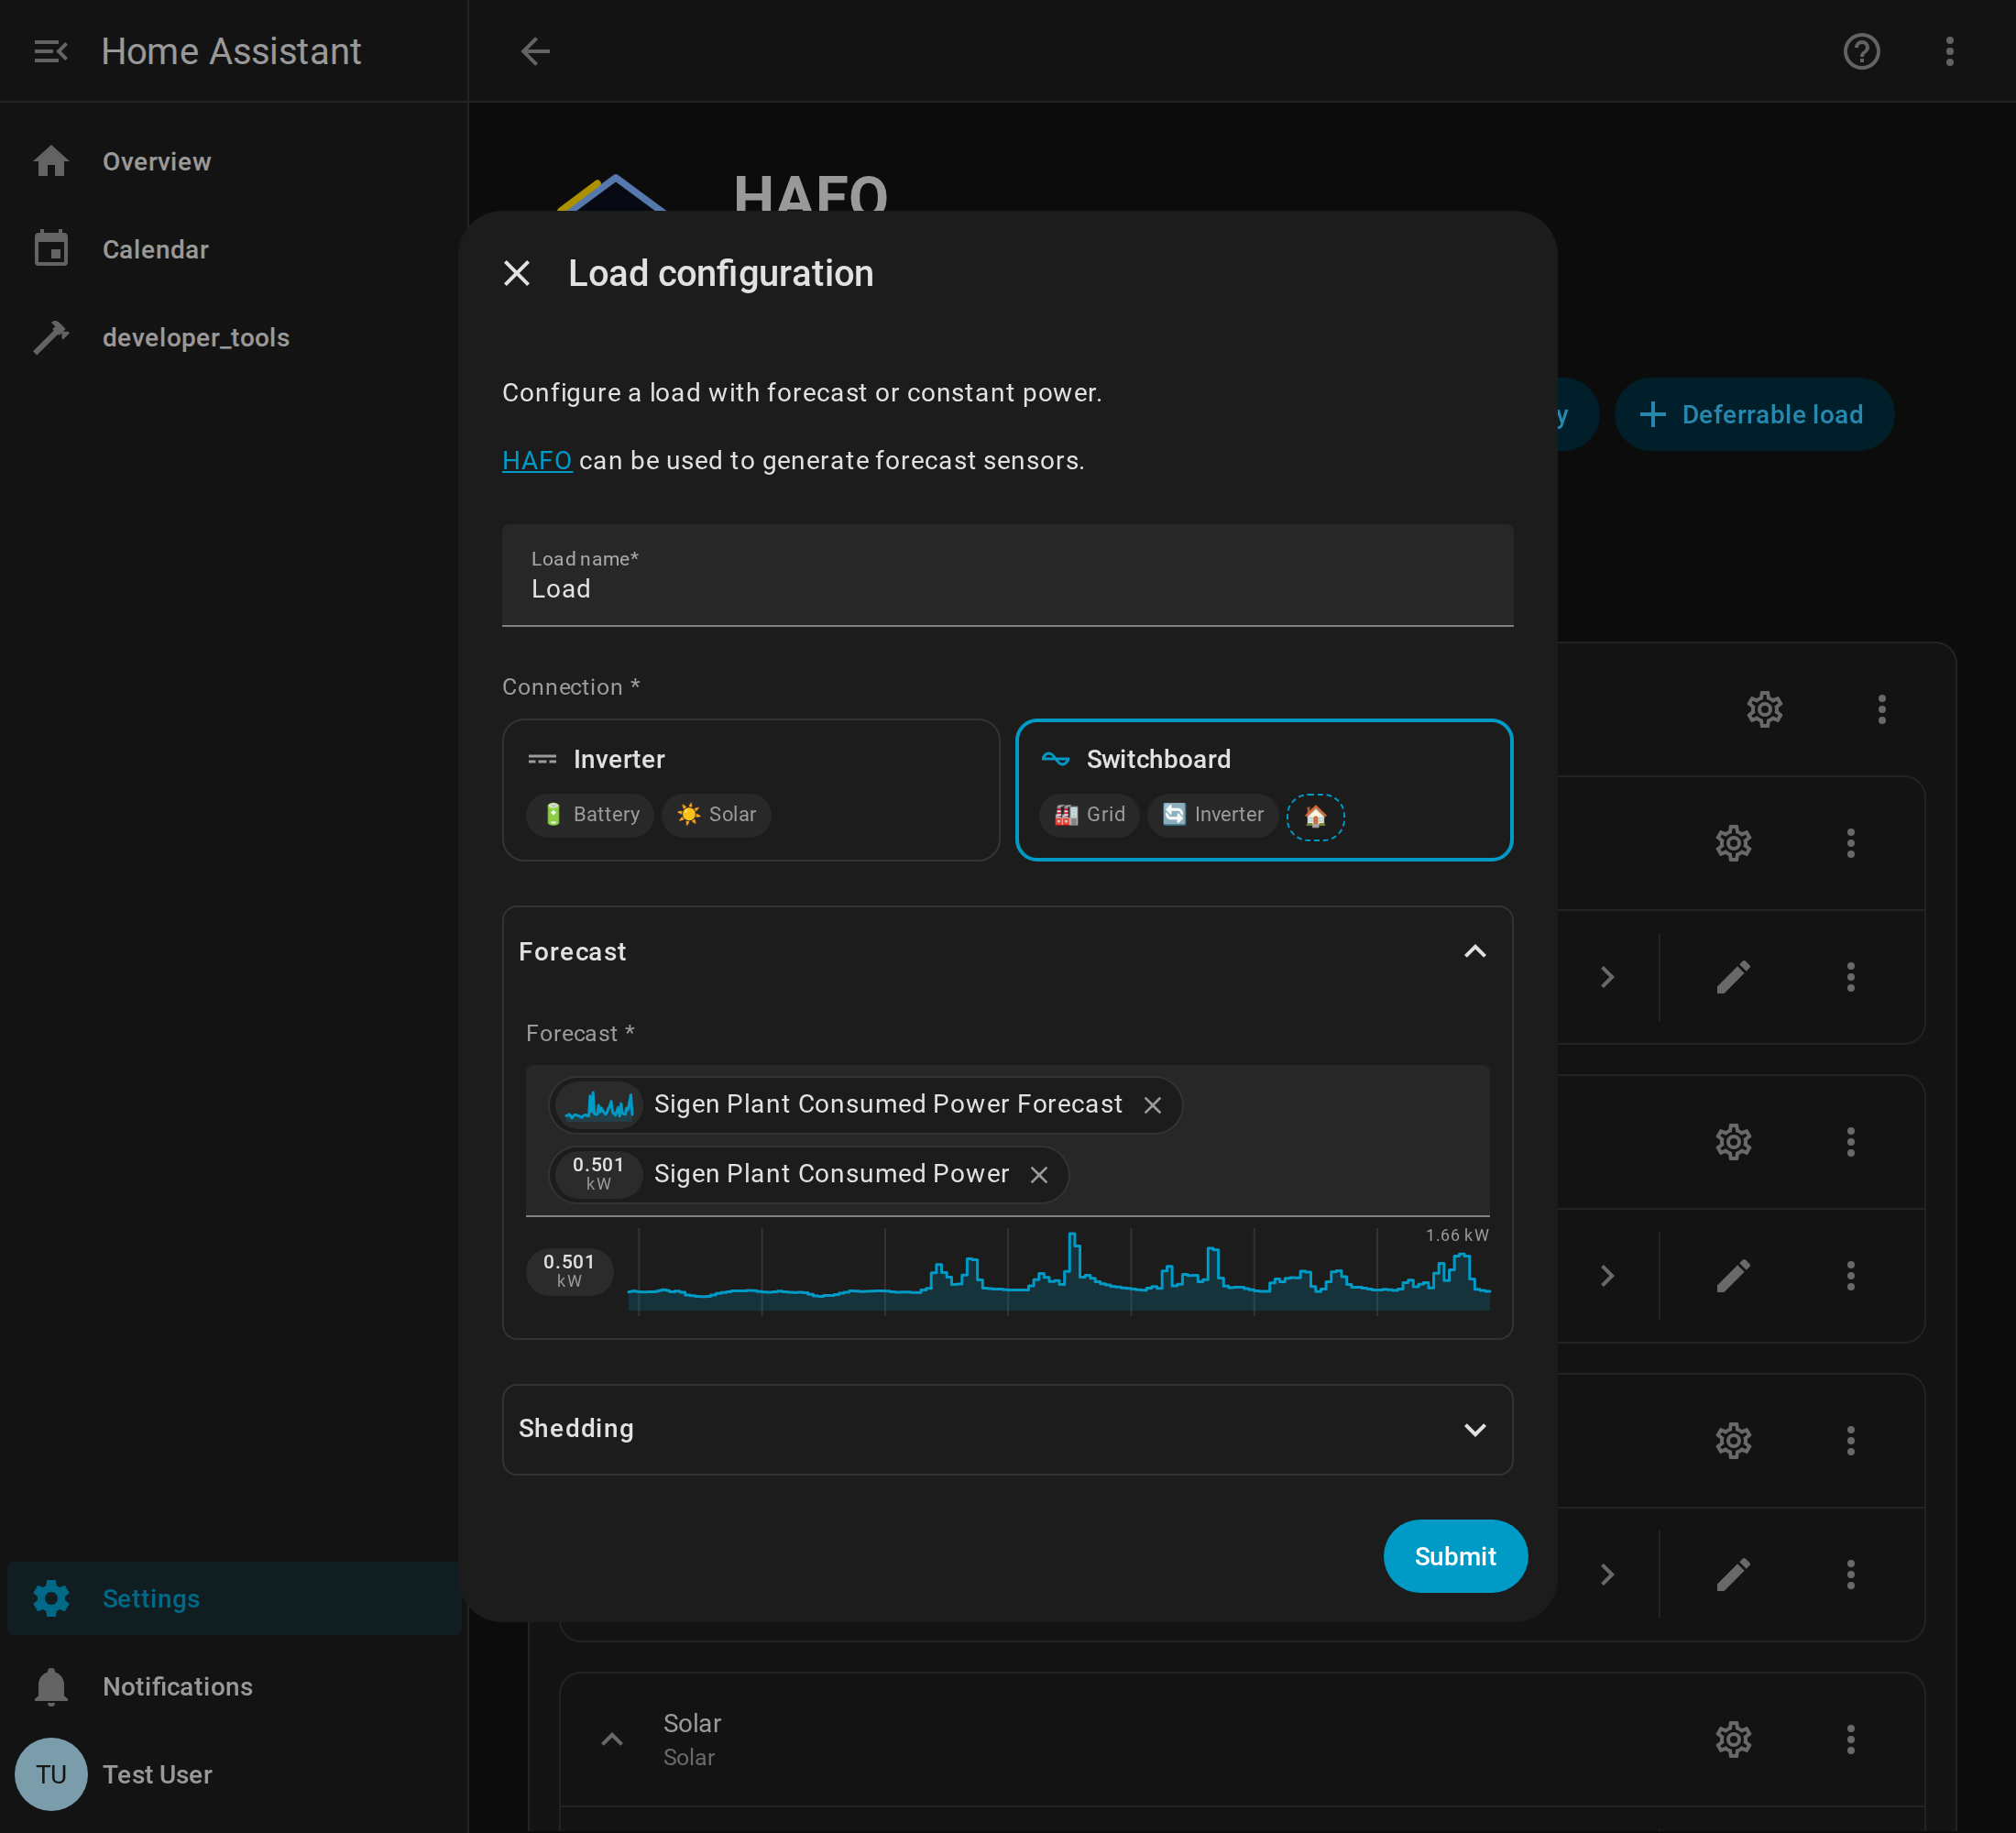 Home Assistant
Overview
Calendar
developer_tools
Settings
Notifications
TU
Test User
HAFO
y
Deferrable load
Load configuration
Configure a load with forecast or constant power.
HAFO can be used to generate forecast sensors.
Load name*
Load
Connection *
Inverter
Battery
Solar
Switchboard
Grid
Inverter
Forecast
Forecast *
Sigen Plant Consumed Power Forecast
0.501
kW
Sigen Plant Consumed Power
0.501
kW
1.66 kW
Shedding
Submit
Solar
Solar